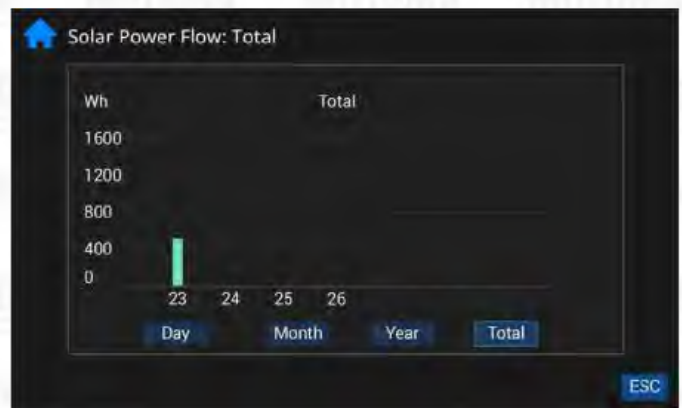 Solar Power Flow: Total
Wh Total
1600
1200
800
400
0
23 24 25 26
Day Month Year Total
ESC